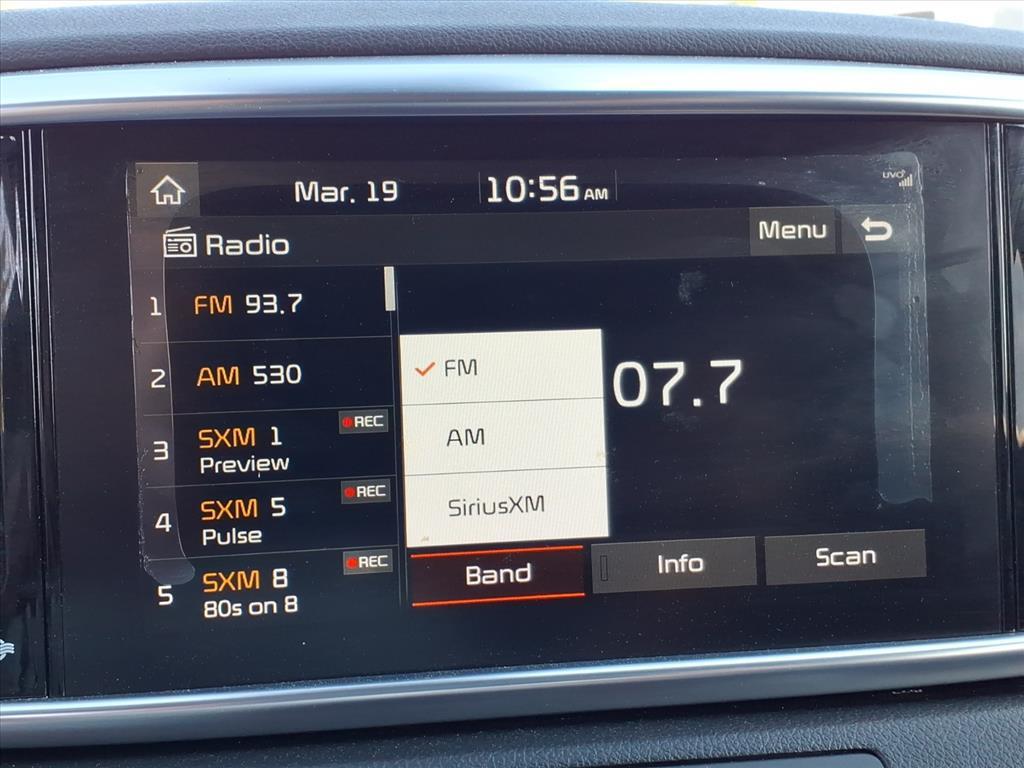 Mar. 19 10:56 AM UVO
Radio Menu
1 FM 93.7
2 AM 530
3 SXM 1 REC
Preview
4 SXM 5 REC
Pulse
5 SXM 8 REC
80s on 8
FM
AM
SiriusXM
07.7
Band Info Scan